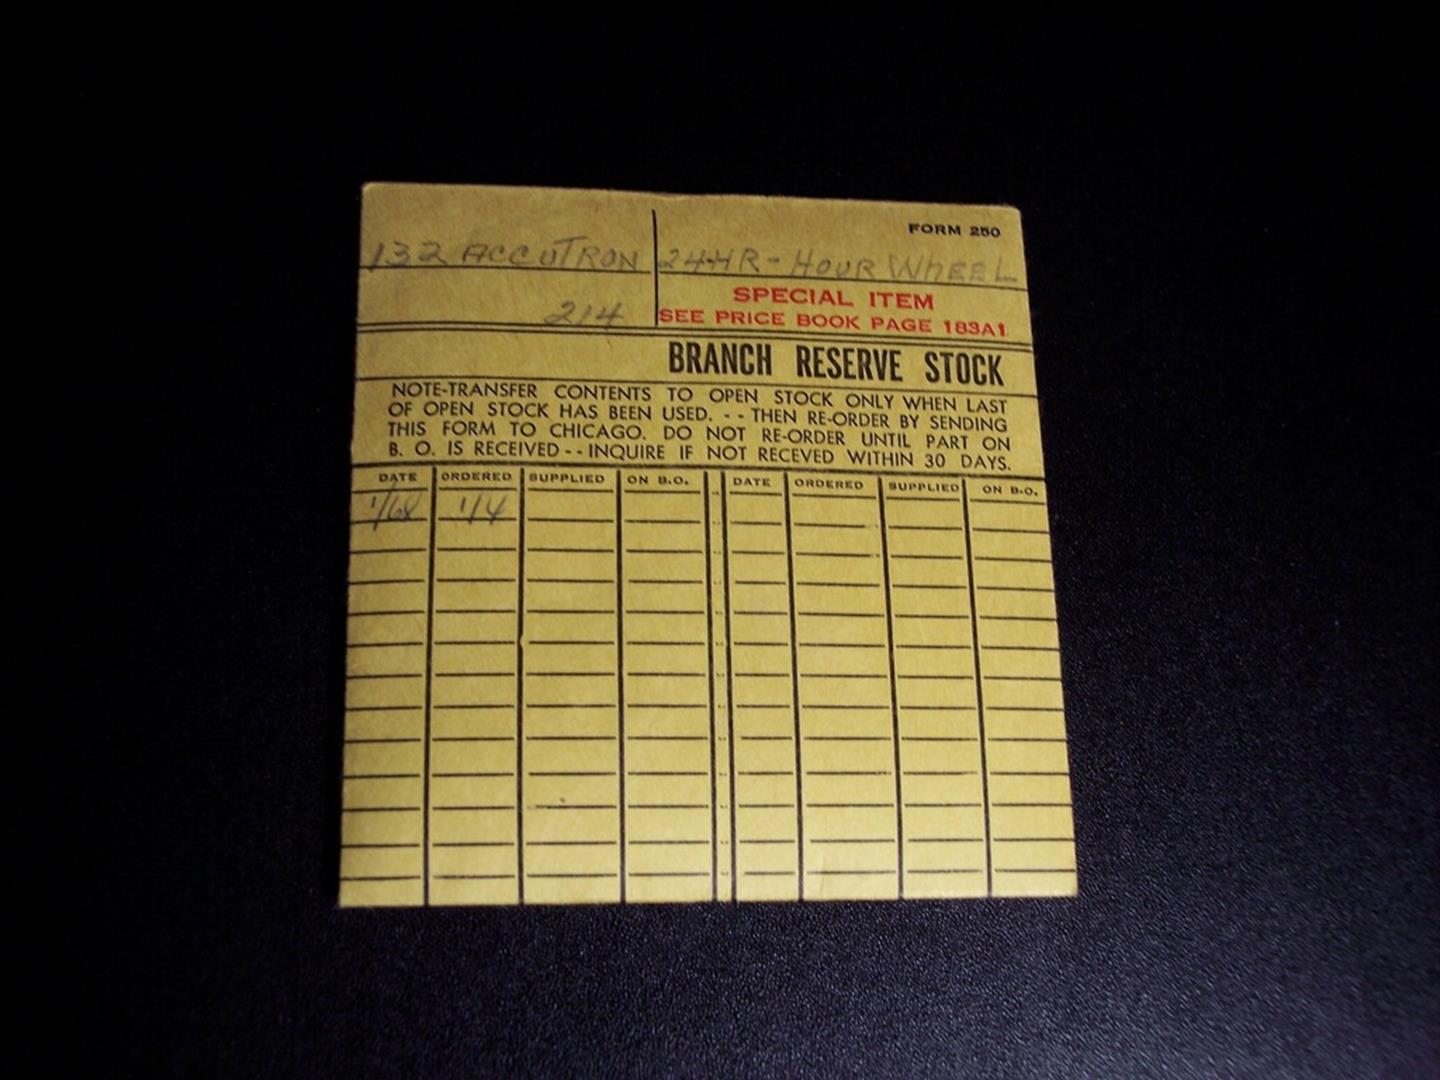 FORM 250
132 ACCUTRON 24-HR-HOUR WHEEL
214
SPECIAL ITEM
SEE PRICE BOOK PAGE 183A1
BRANCH RESERVE STOCK
NOTE-TRANSFER CONTENTS TO OPEN STOCK ONLY WHEN LAST
OF OPEN STOCK HAS BEEN USED. -- THEN RE-ORDER BY SENDING
THIS FORM TO CHICAGO. DO NOT RE-ORDER UNTIL PART ON
B. O. IS RECEIVED--INQUIRE IF NOT RECEVED WITHIN 30 DAYS.
DATE ORDERED SUPPLIED ON B.O. DATE ORDERED SUPPLIED ON B.O.
1/68 1/4